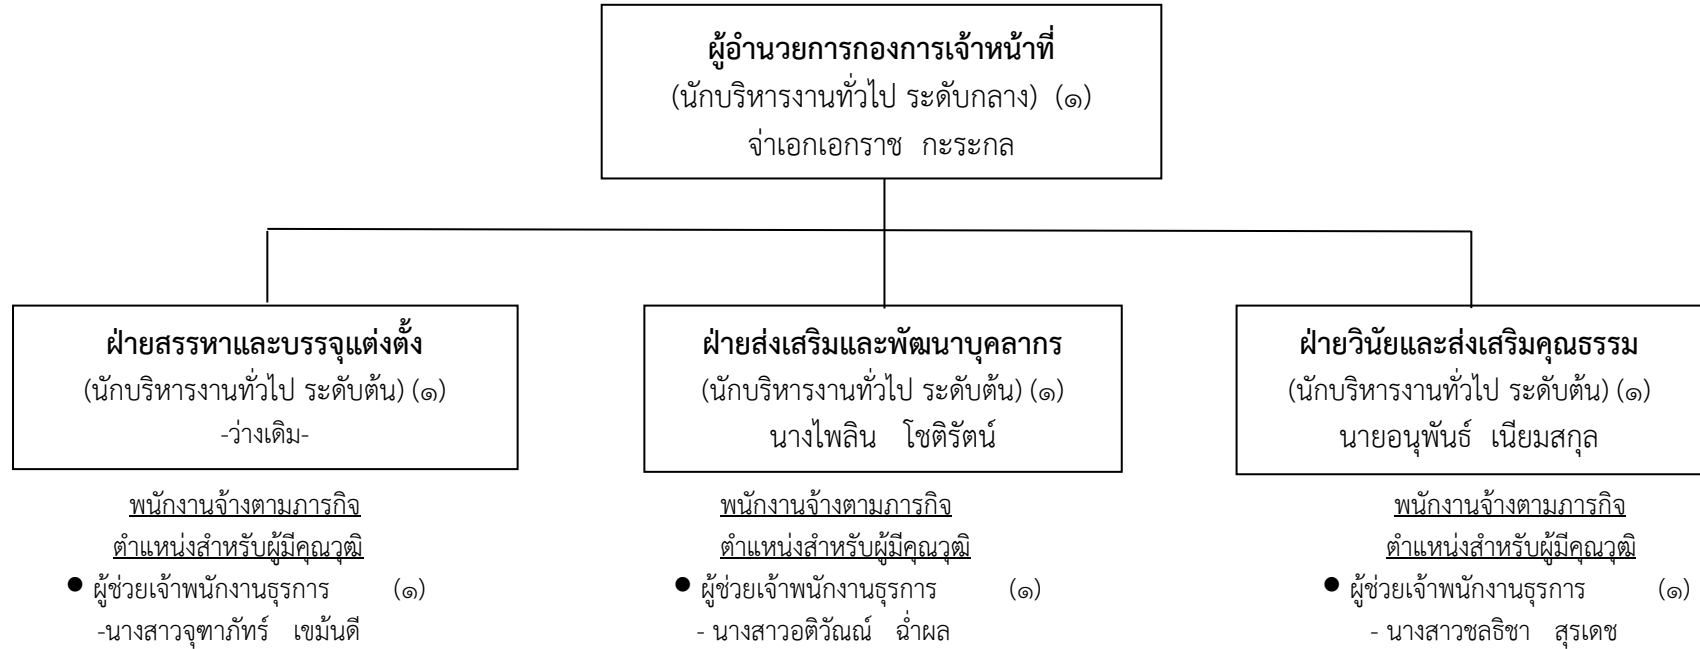 ผู้อำนวยการกองการเจ้าหน้าที่
(นักบริหารงานทั่วไป ระดับกลาง) (๑)
จ่าเอกเอกราช กะระกล
ฝ่ายสรรหาและบรรจุแต่งตั้ง
(นักบริหารงานทั่วไป ระดับต้น) (๑)
-ว่างเดิม-
พนักงานจ้างตามภารกิจ
ตำแหน่งสำหรับผู้มีคุณวุฒิ
● ผู้ช่วยเจ้าพนักงานธุรการ (๑)
-นางสาวจุฑาภัทร์ เขม้นดี
ฝ่ายส่งเสริมและพัฒนาบุคลากร
(นักบริหารงานทั่วไป ระดับต้น) (๑)
นางไพลิน โชติรัตน์
พนักงานจ้างตามภารกิจ
ตำแหน่งสำหรับผู้มีคุณวุฒิ
● ผู้ช่วยเจ้าพนักงานธุรการ (๑)
- นางสาวอติวัณณ์ ฉ่ำผล
ฝ่ายวินัยและส่งเสริมคุณธรรม
(นักบริหารงานทั่วไป ระดับต้น) (๑)
นายอนุพันธ์ เนียมสกุล
พนักงานจ้างตามภารกิจ
ตำแหน่งสำหรับผู้มีคุณวุฒิ
● ผู้ช่วยเจ้าพนักงานธุรการ (๑)
- นางสาวชลธิชา สุรเดช